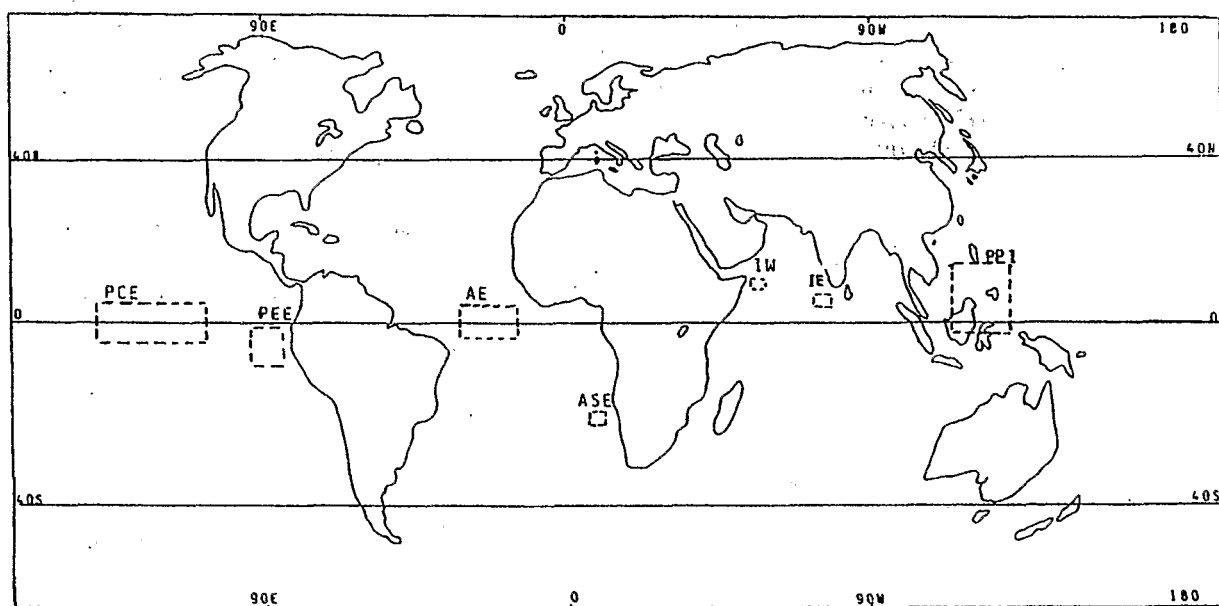 90E 0 90W 180
40N 40N
IW IE PPI
PCE PEE AE
0 0
ASE
40S 40S
90E 0 90W 180